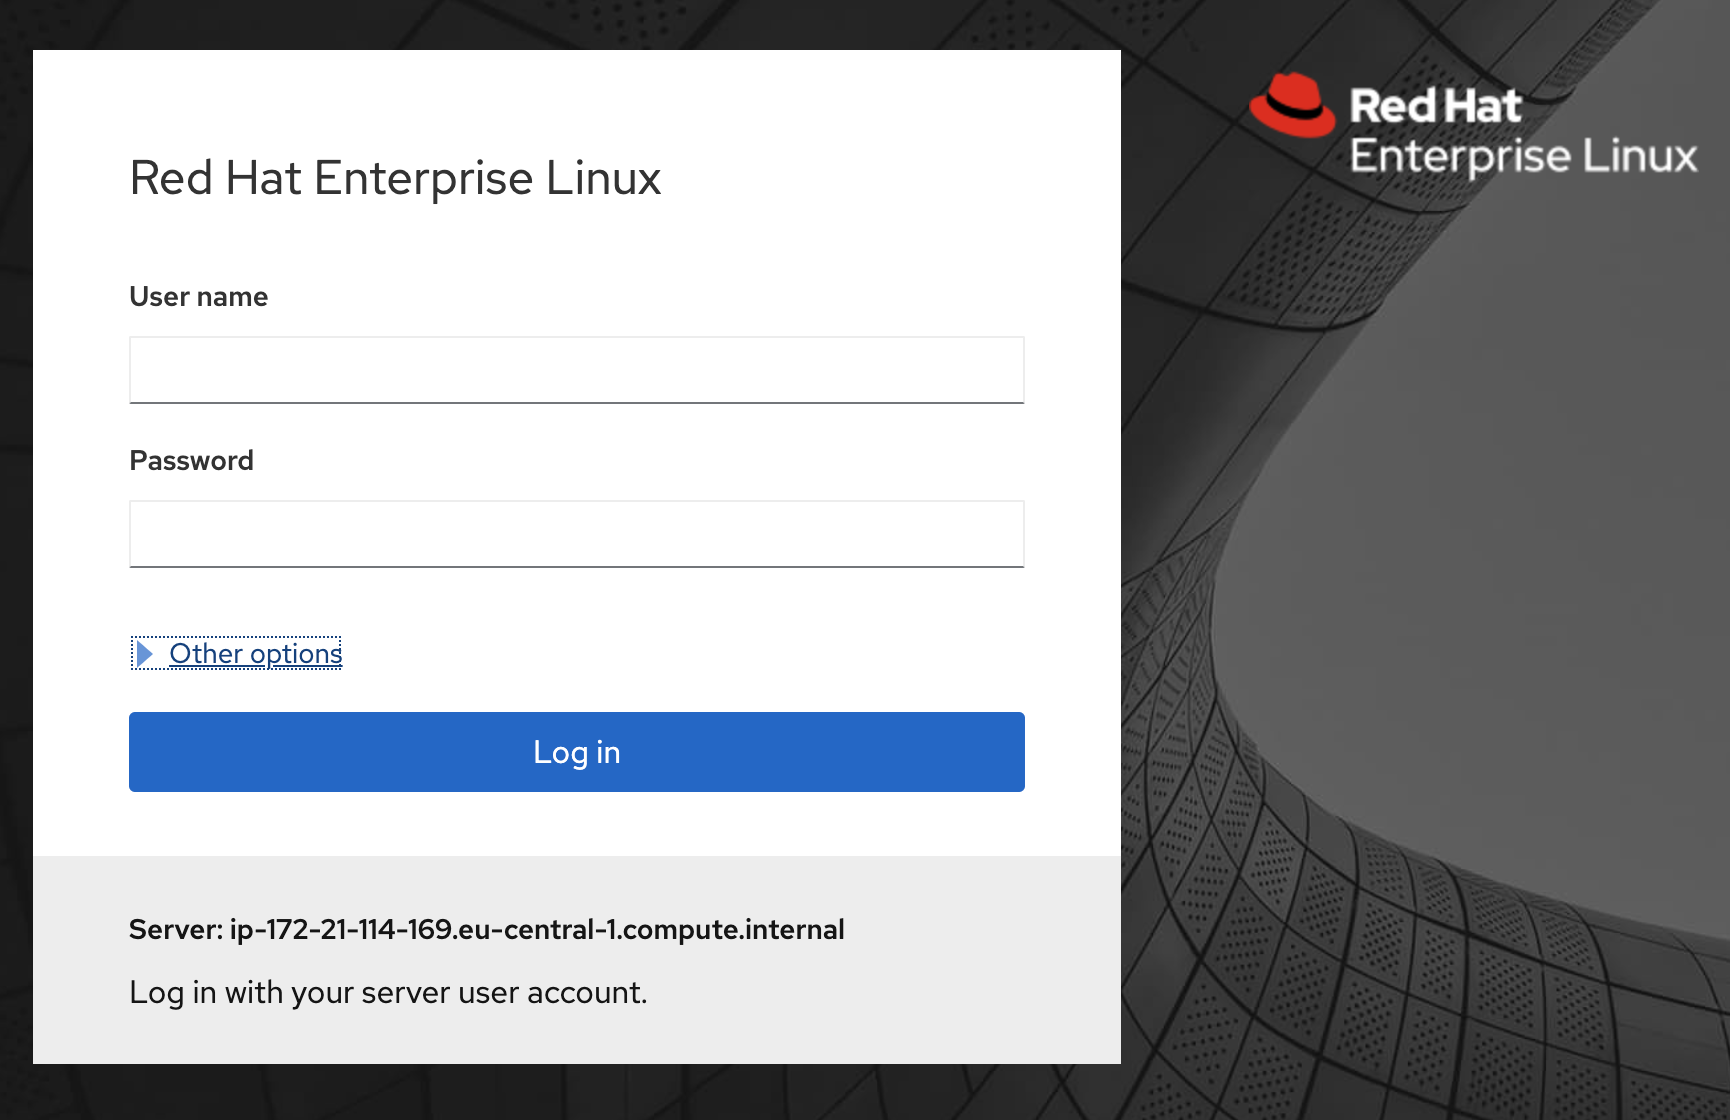 Red Hat Enterprise Linux
User name
Password
Other options
Log in
Server: ip-172-21-114-169.eu-central-1.compute.internal
Log in with your server user account.
Red Hat
Enterprise Linux